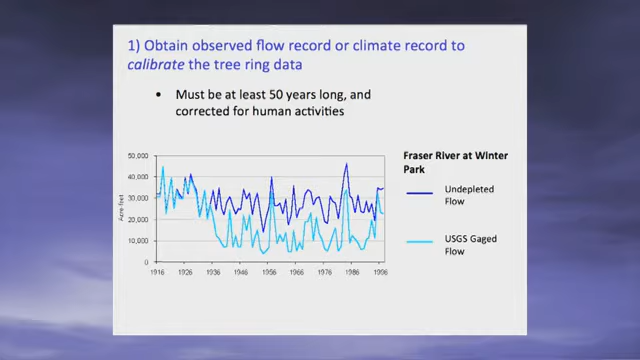 1) Obtain observed flow record or climate record to
calibrate the tree ring data
• Must be at least 50 years long, and
corrected for human activities
Fraser River at Winter
Park
50,000
40,000
30,000
20,000
10,000
0
Acre-feet
1916 1926 1936 1946 1956 1966 1976 1986 1996
Undepleted
Flow
USGS Gaged
Flow